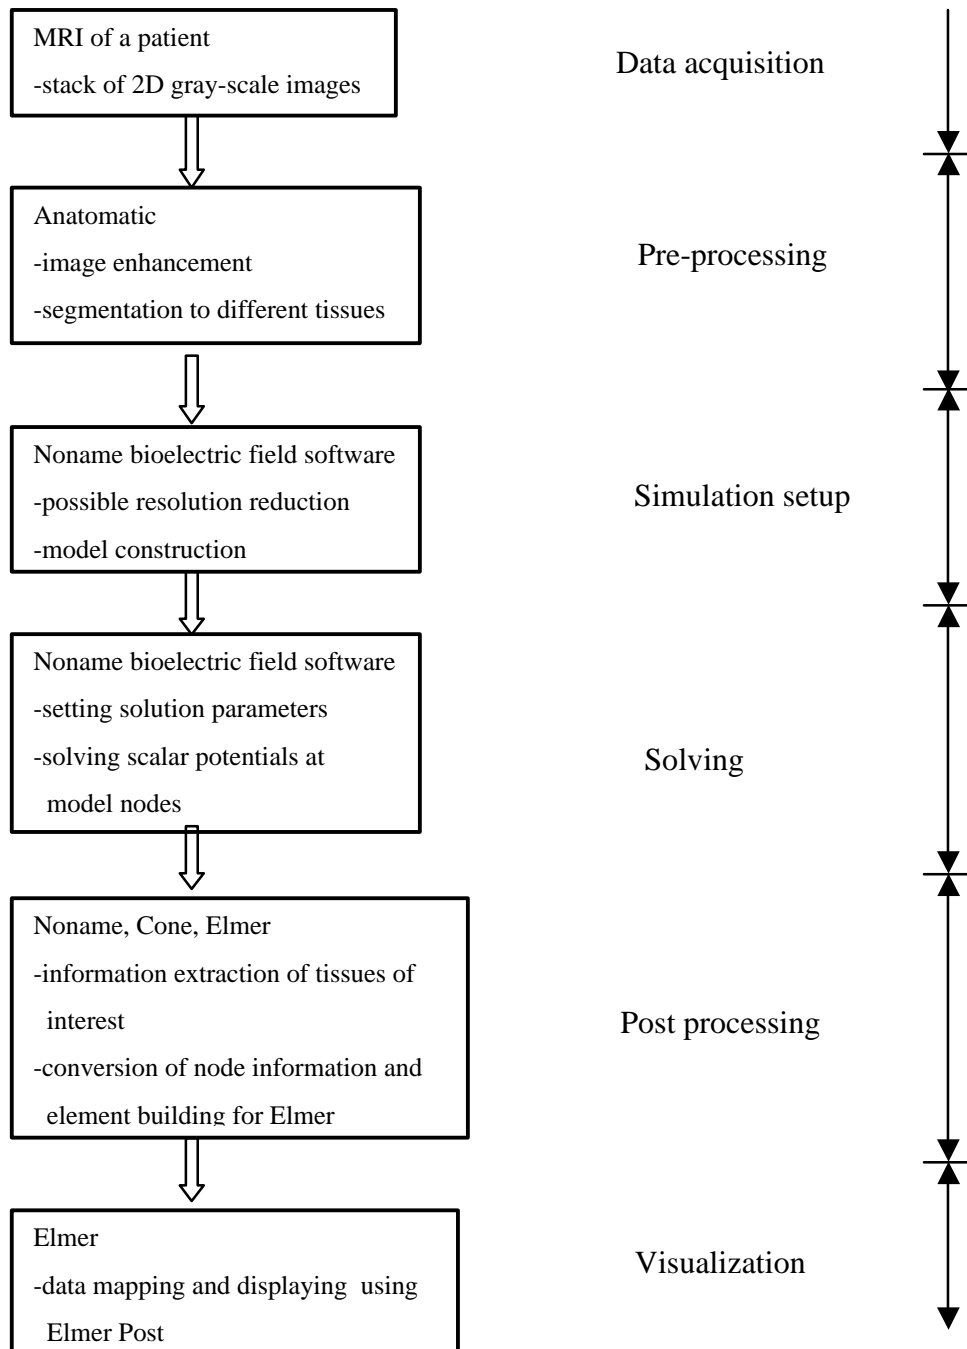 MRI of a patient
-stack of 2D gray-scale images
Data acquisition
Anatomatic
-image enhancement
-segmentation to different tissues
Pre-processing
Noname bioelectric field software
-possible resolution reduction
-model construction
Simulation setup
Noname bioelectric field software
-setting solution parameters
-solving scalar potentials at
model nodes
Solving
Noname, Cone, Elmer
-information extraction of tissues of
interest
-conversion of node information and
element building for Elmer
Post processing
Elmer
-data mapping and displaying using
Elmer Post
Visualization